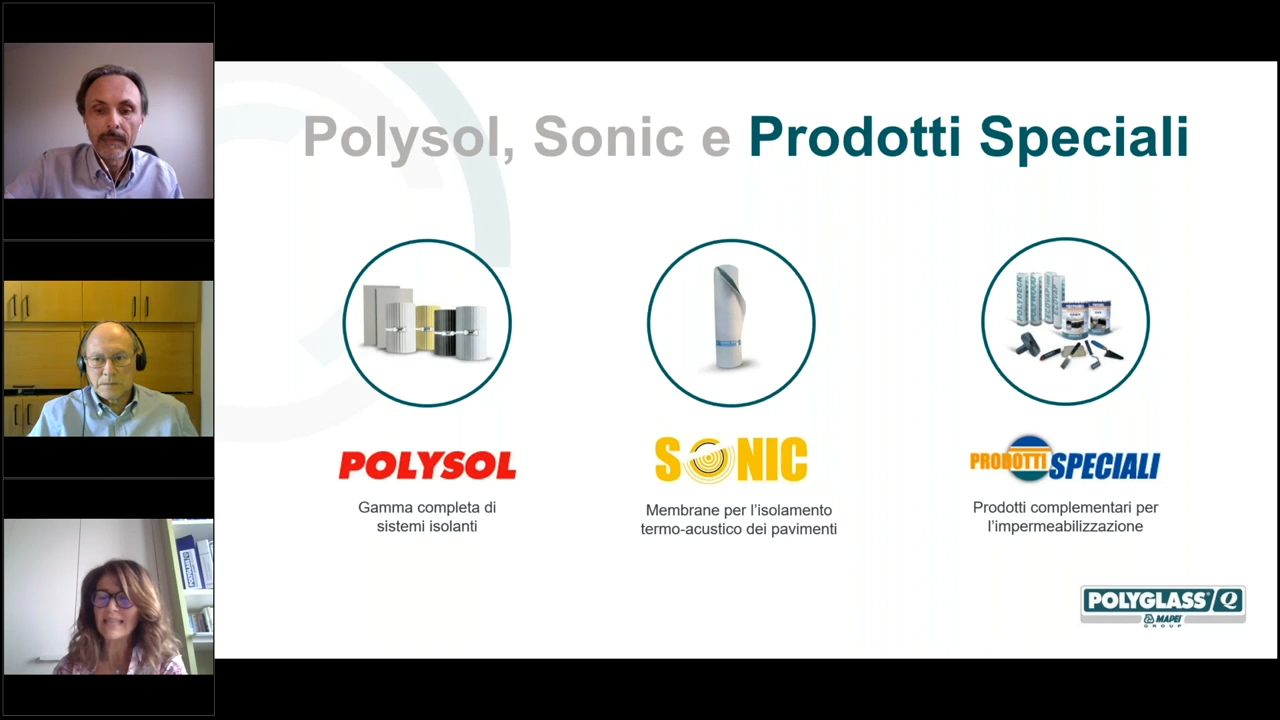 Polysol, Sonic e Prodotti Speciali
POLYSOL
Gamma completa di
sistemi isolanti
SONIC
Membrane per l'isolamento
termo-acustico dei pavimenti
PRODOTTI SPECIALI
Prodotti complementari per
l'impermeabilizzazione
POLYGLASS
MAPEI
GROUP